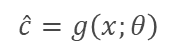 ĉ = g(x; θ)